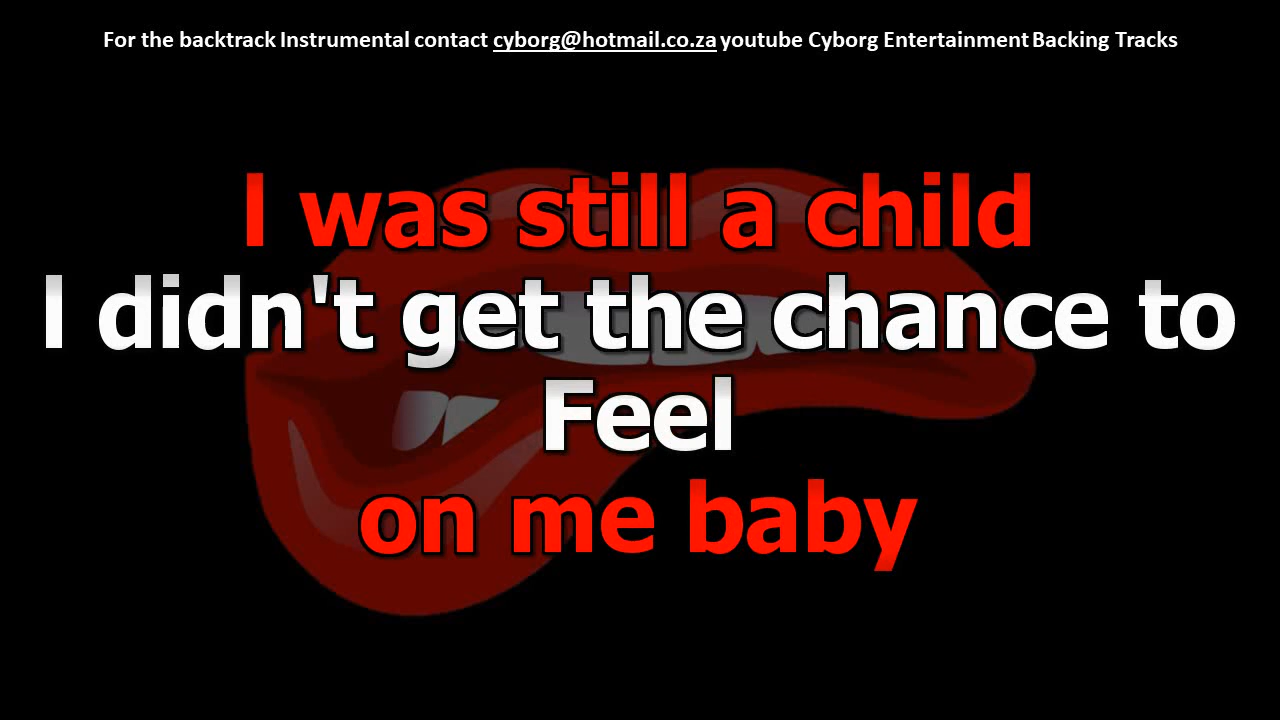 For the backtrack Instrumental contact cyborg@hotmail.co.za youtube Cyborg Entertainment Backing Tracks
I was still a child
I didn't get the chance to
Feel
on me baby